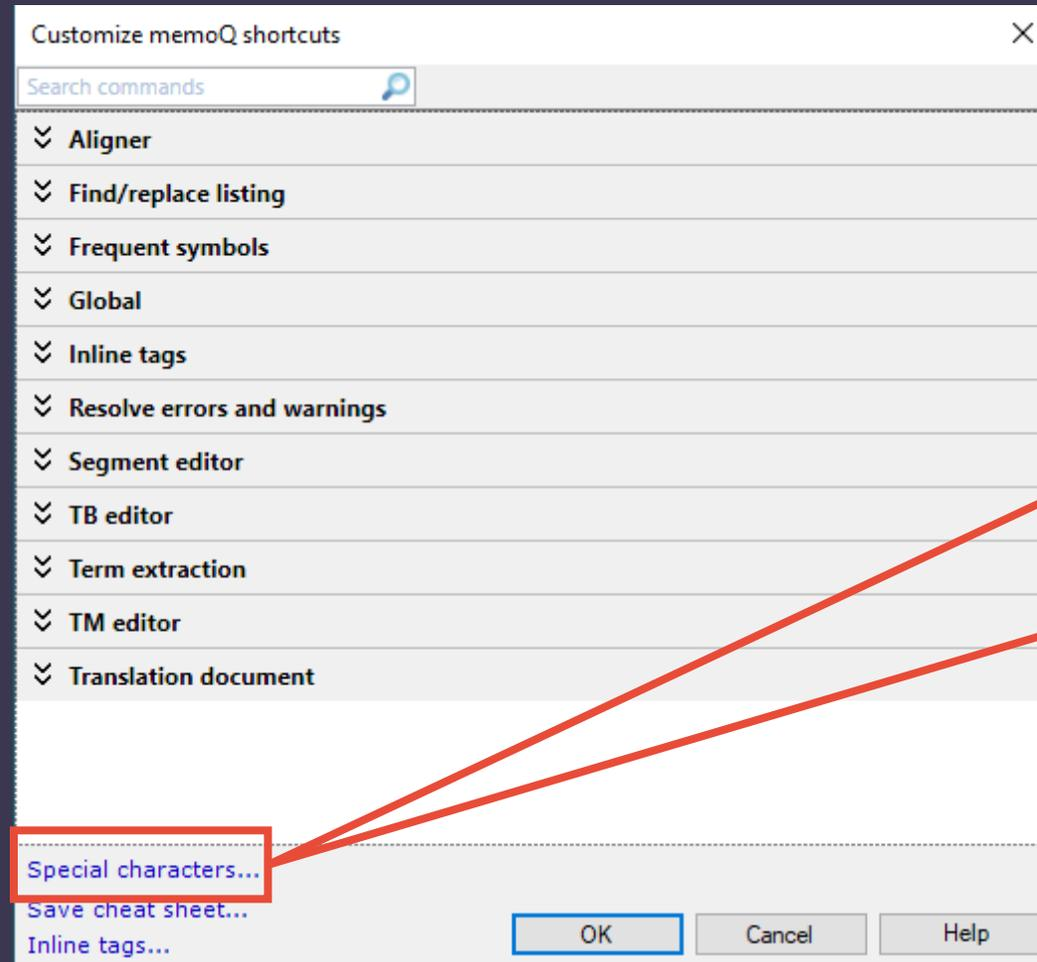 Customize memoQ shortcuts
Search commands
Aligner
Find/replace listing
Frequent symbols
Global
Inline tags
Resolve errors and warnings
Segment editor
TB editor
Term extraction
TM editor
Translation document
Special characters...
Save cheat sheet...
Inline tags...
OK Cancel Help